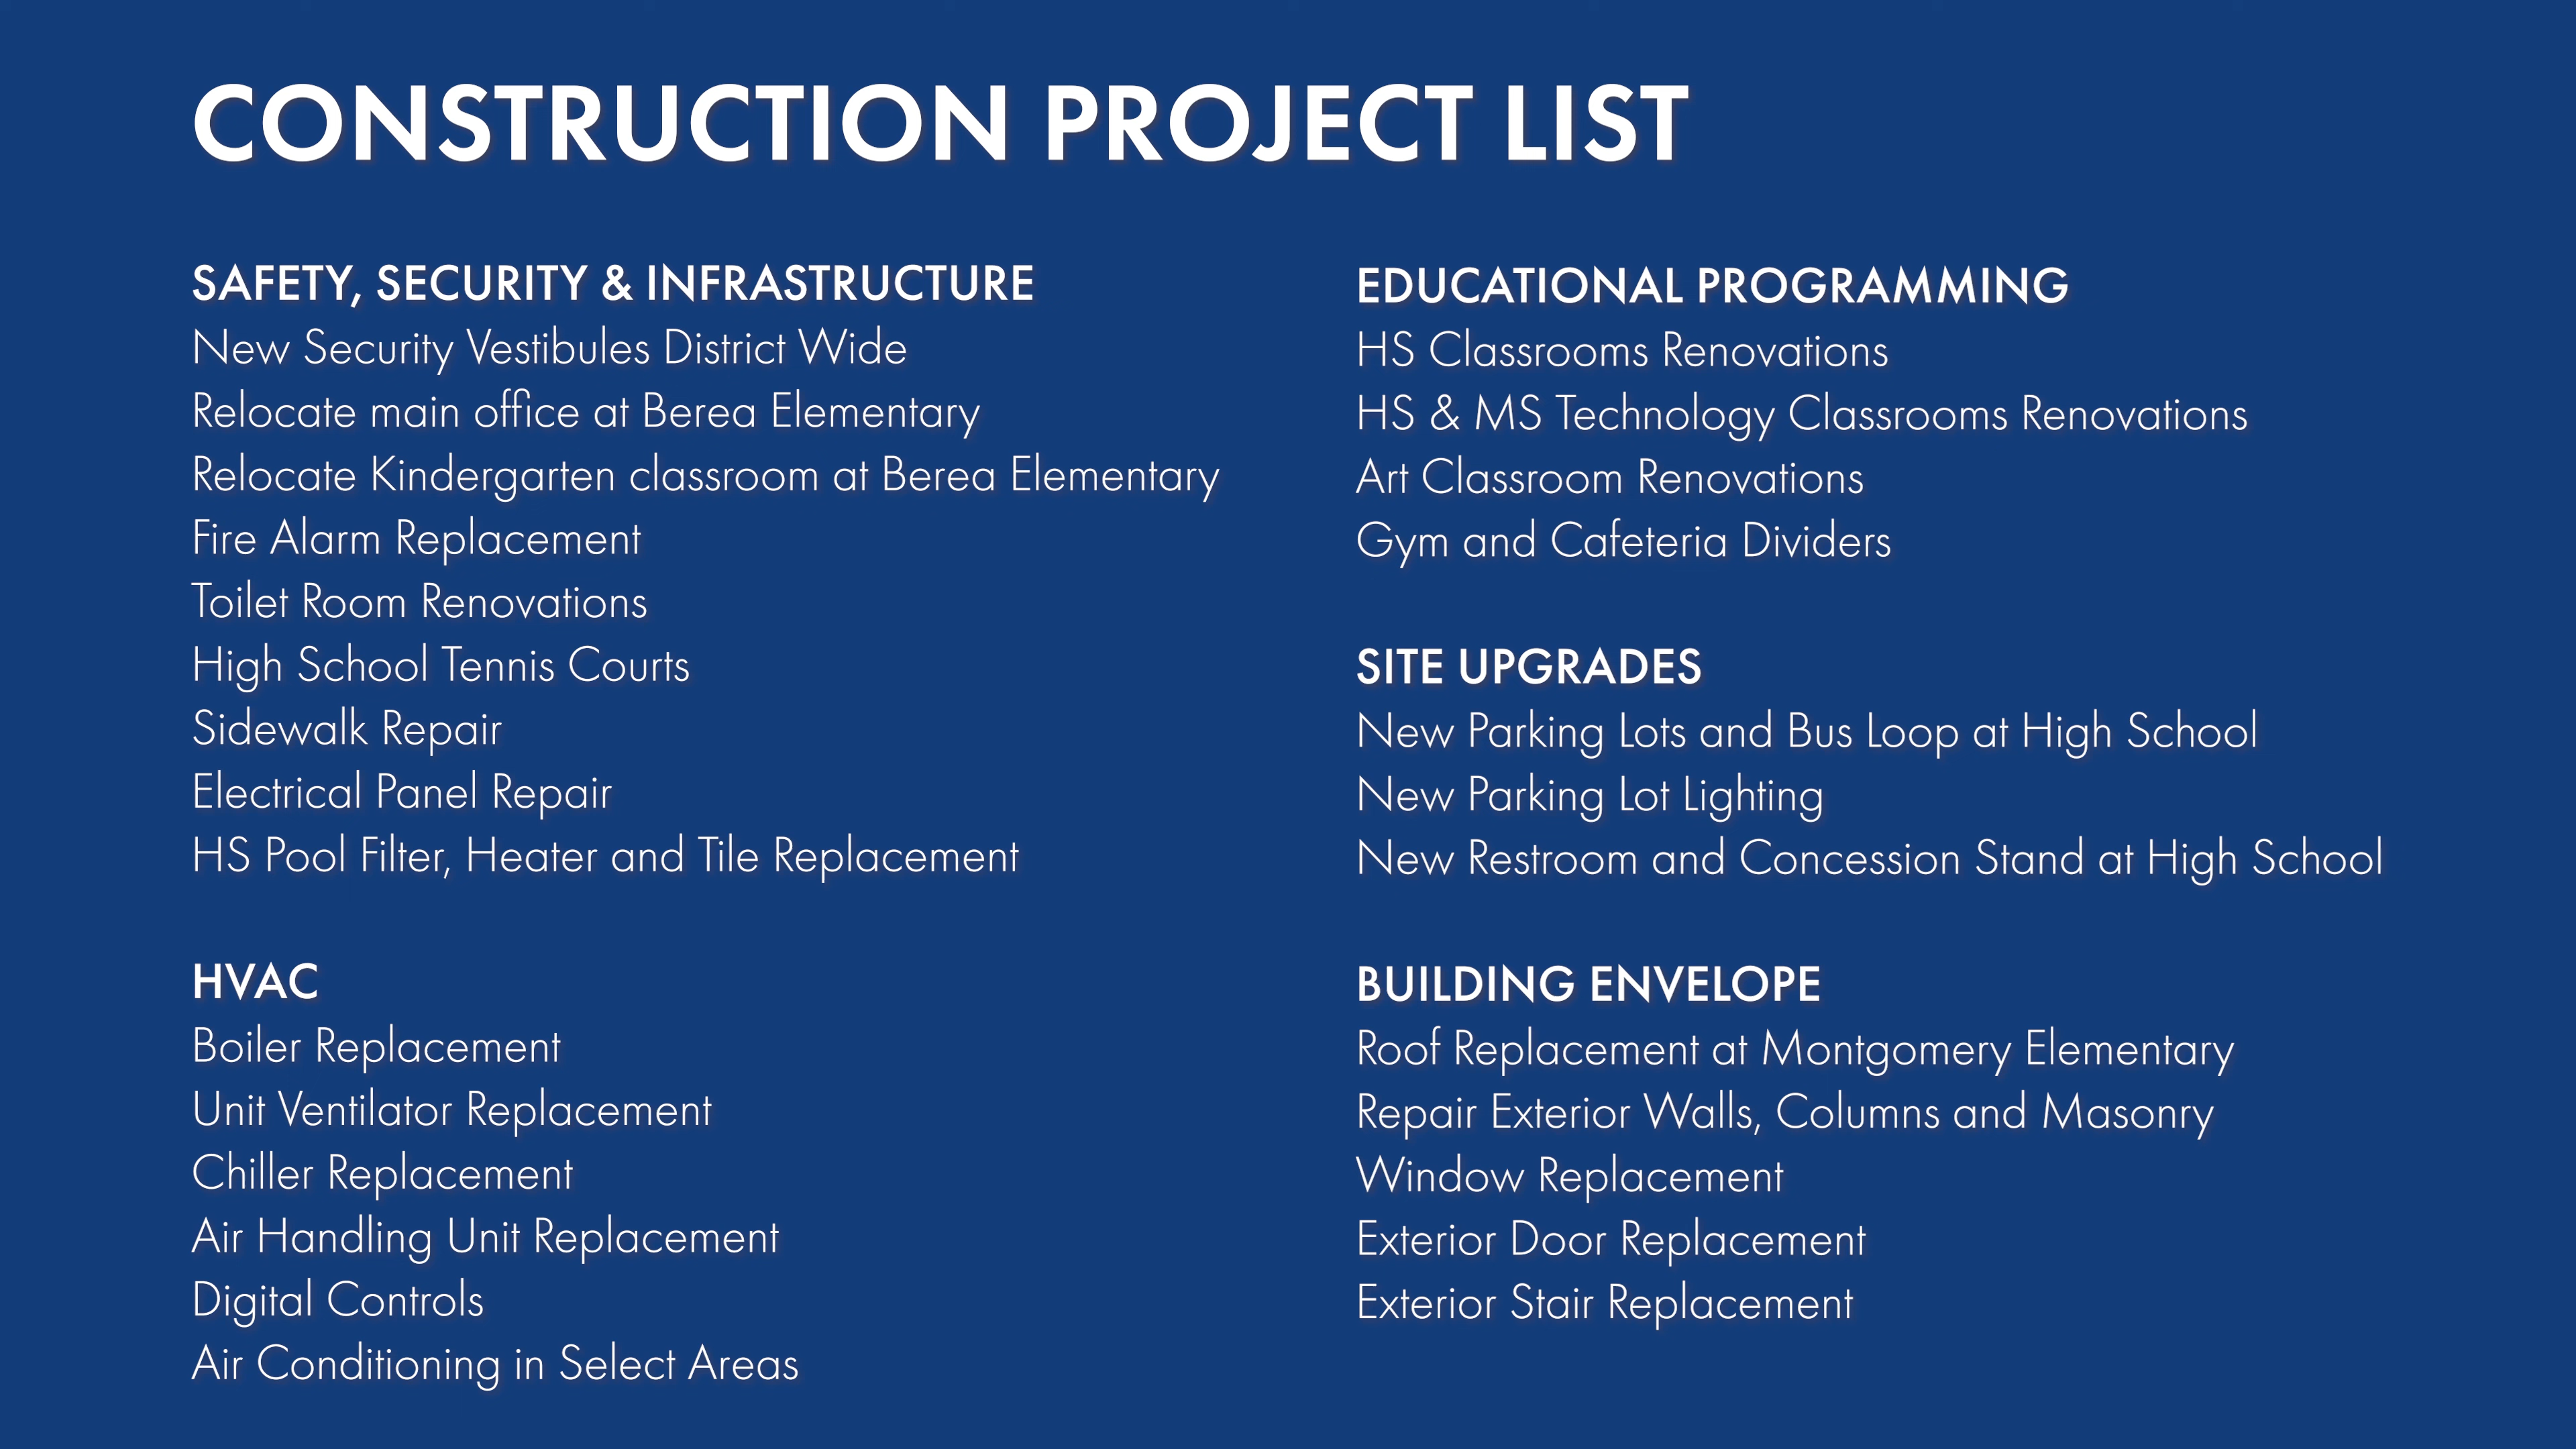 CONSTRUCTION PROJECT LIST
SAFETY, SECURITY & INFRASTRUCTURE
New Security Vestibules District Wide
Relocate main office at Berea Elementary
Relocate Kindergarten classroom at Berea Elementary
Fire Alarm Replacement
Toilet Room Renovations
High School Tennis Courts
Sidewalk Repair
Electrical Panel Repair
HS Pool Filter, Heater and Tile Replacement
HVAC
Boiler Replacement
Unit Ventilator Replacement
Chiller Replacement
Air Handling Unit Replacement
Digital Controls
Air Conditioning in Select Areas
EDUCATIONAL PROGRAMMING
HS Classrooms Renovations
HS & MS Technology Classrooms Renovations
Art Classroom Renovations
Gym and Cafeteria Dividers
SITE UPGRADES
New Parking Lots and Bus Loop at High School
New Parking Lot Lighting
New Restroom and Concession Stand at High School
BUILDING ENVELOPE
Roof Replacement at Montgomery Elementary
Repair Exterior Walls, Columns and Masonry
Window Replacement
Exterior Door Replacement
Exterior Stair Replacement